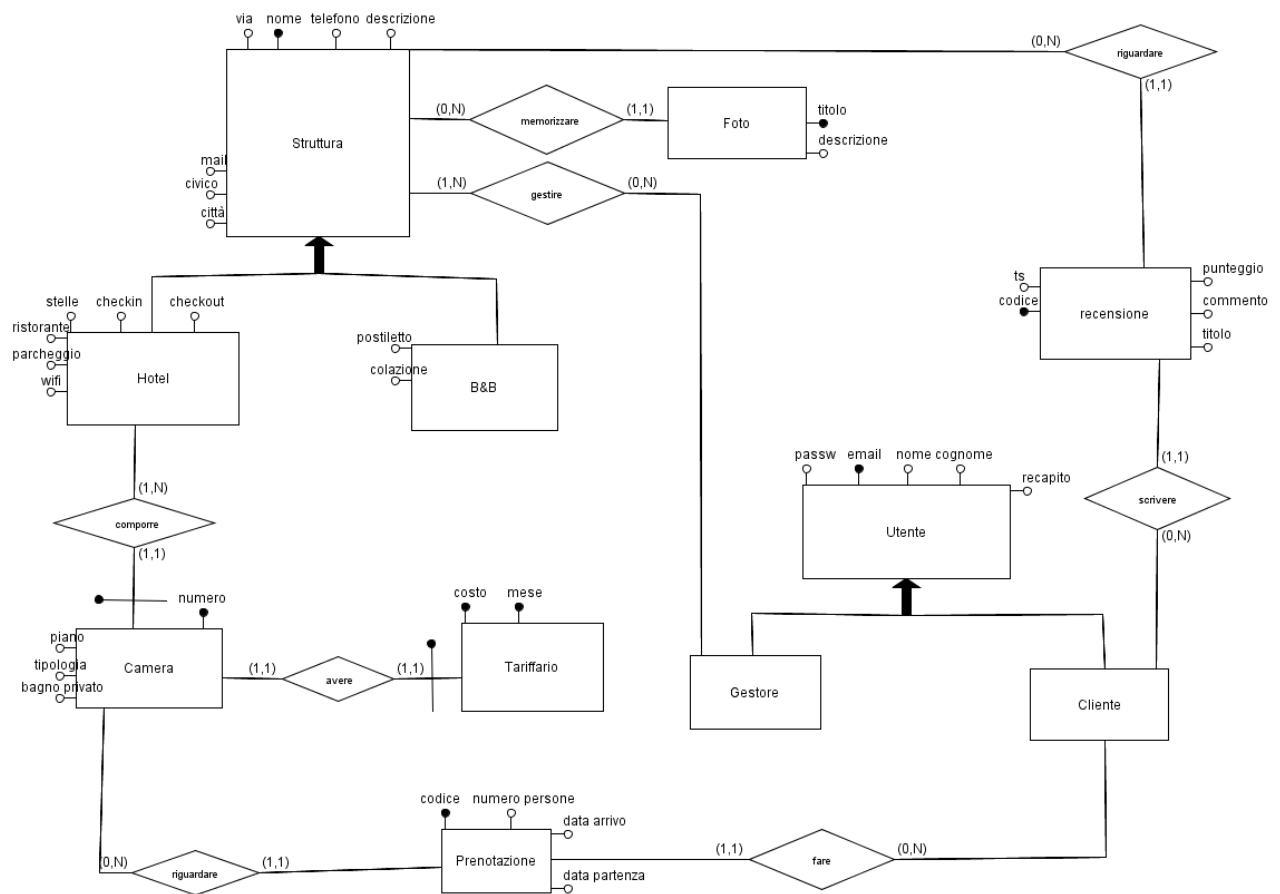 via nome telefono descrizione
(0,N) riguardare
(1,1)
Struttura
(0,N) memorizzare (1,1) Foto
titolo
descrizione
mail
civico
città
(1,N) gestire (0,N)
stelle checkin checkout
ristorante
parcheggio
wifi
Hotel
postiletto
colazione
B&B
ts
codice
recensione
punteggio
commento
titolo
(1,N)
comporre
(1,1)
passw email nome cognome
recapito
Utente
(1,1)
scrivere
(0,N)
numero
piano
tipologia
bagno privato
Camera
(1,1) avere (1,1)
costo mese
Tariffario
Gestore
Cliente
codice numero persone
data arrivo
Prenotazione
data partenza
(0,N) riguardare (1,1)
(1,1) fare (0,N)